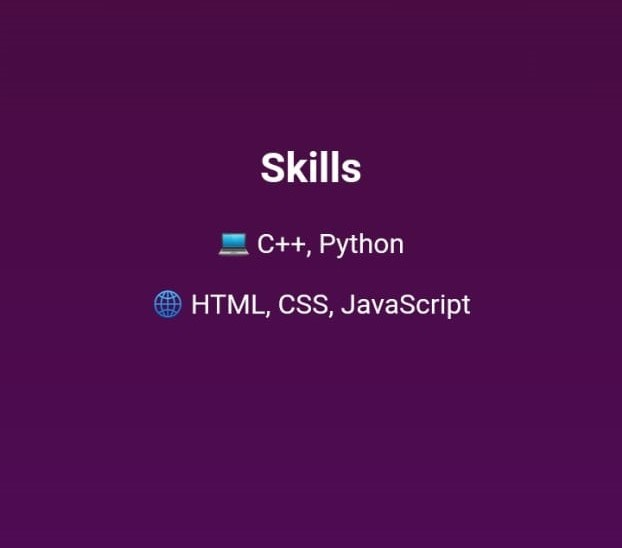 Skills
💻 C++, Python
🌐 HTML, CSS, JavaScript